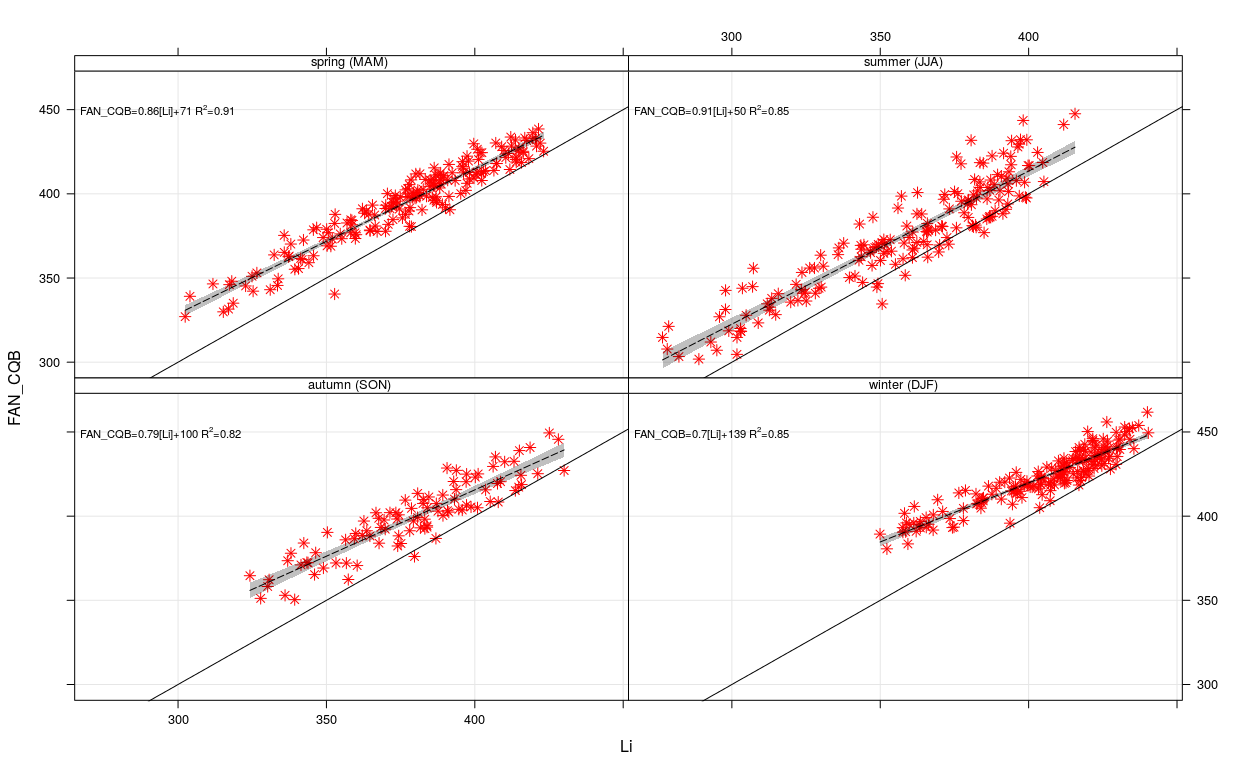 300 350 400
spring (MAM) summer (JJA)
FAN_CQB=0.86[Li]+71 R²=0.91 FAN_CQB=0.91[Li]+50 R²=0.85
450
400
350
300
FAN_CQB
autumn (SON) winter (DJF)
FAN_CQB=0.79[Li]+100 R²=0.82 FAN_CQB=0.7[Li]+139 R²=0.85
450
400
350
300
300 350 400
Li